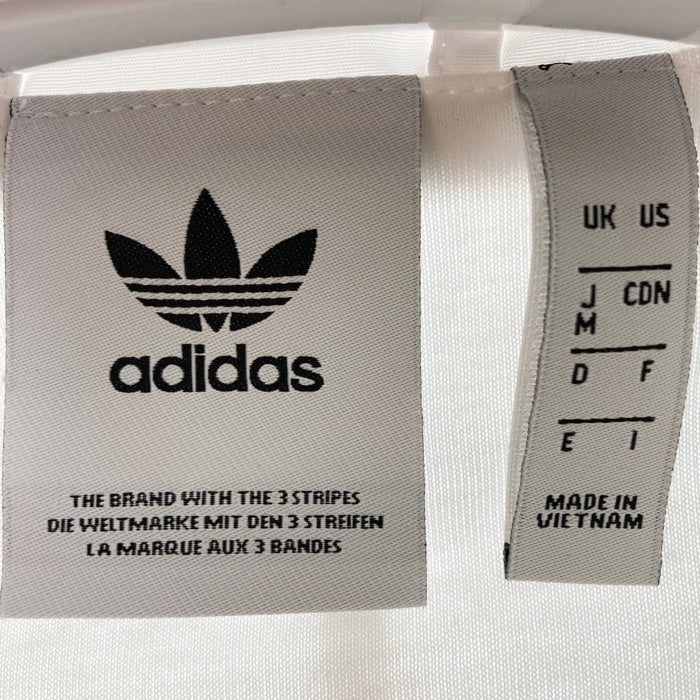 adidas
THE BRAND WITH THE 3 STRIPES
DIE WELTMARKE MIT DEN 3 STREIFEN
LA MARQUE AUX 3 BANDES
UK US
J CDN
M
D F
E I
MADE IN
VIETNAM